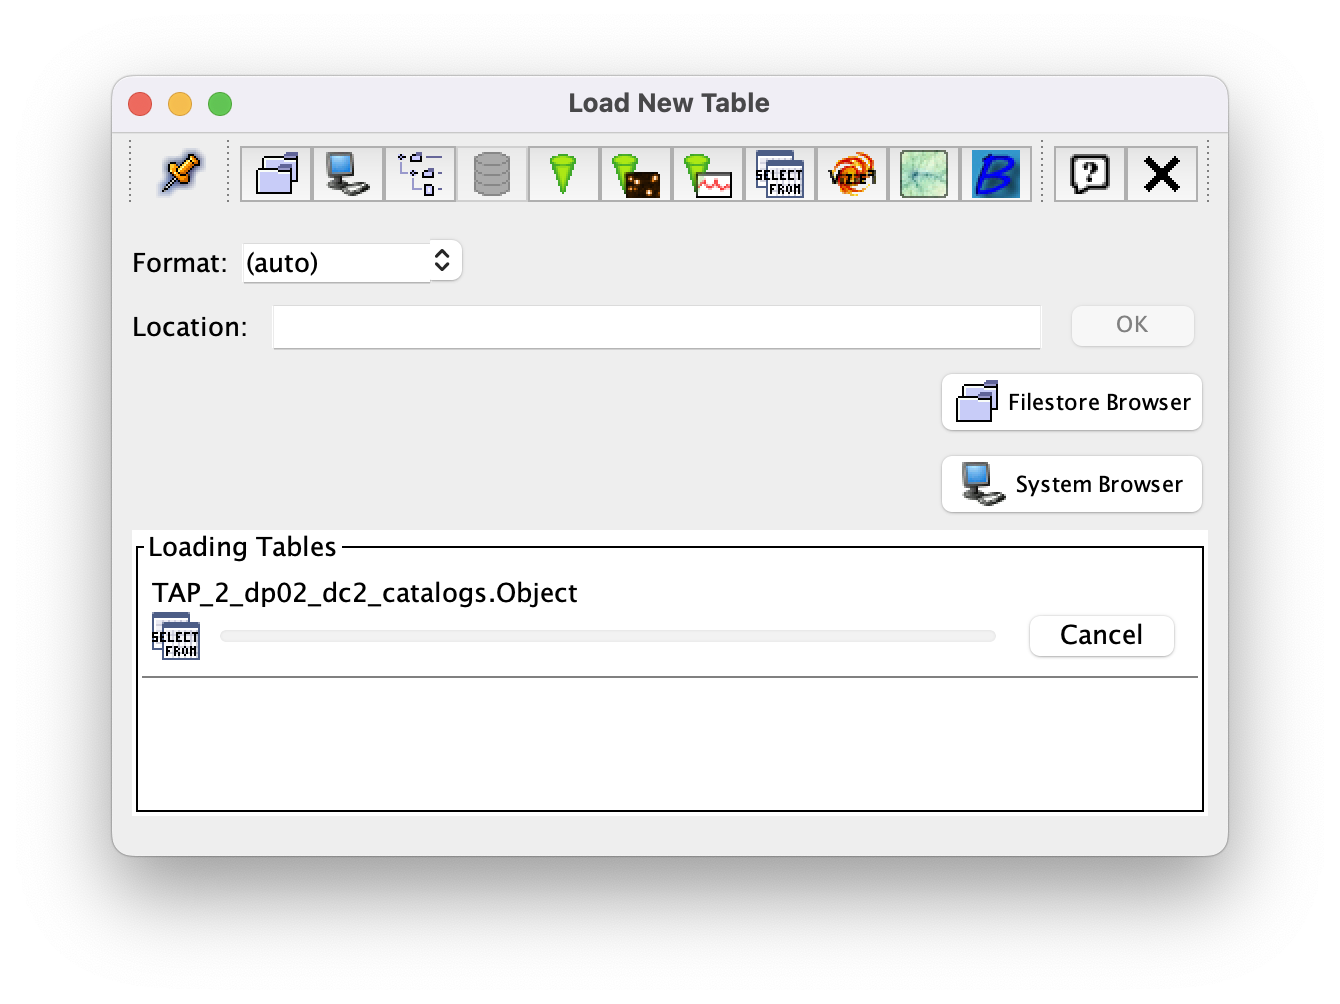 Load New Table
SELECT
FROM
VizieR
B
?
Format: (auto)
Location:
OK
Filestore Browser
System Browser
Loading Tables
TAP_2_dp02_dc2_catalogs.Object
SELECT
FROM
Cancel